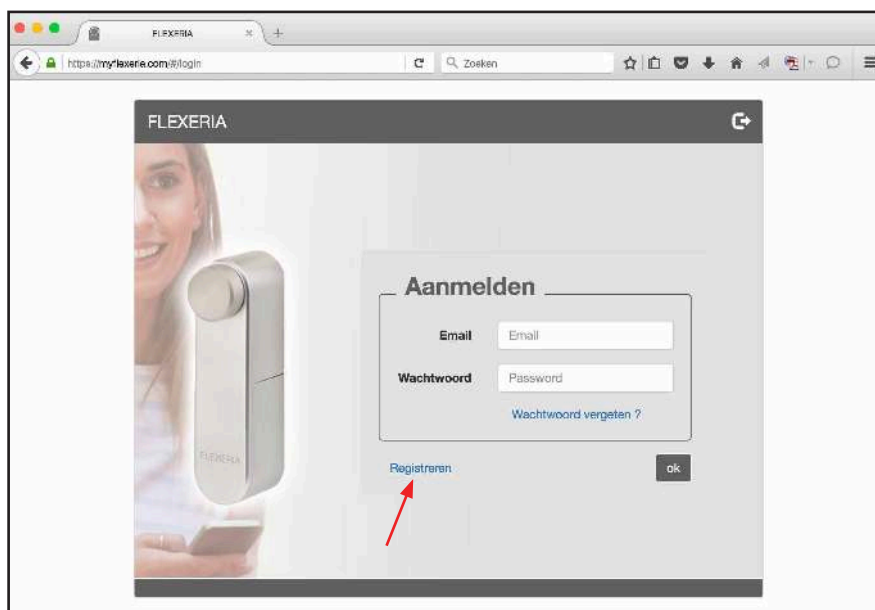 FLEXERIA
https://myflexeria.com/#/login
Zoeken
FLEXERIA
Aanmelden
Email Email
Wachtwoord Password
Wachtwoord vergeten ?
FLEXERIA
Registreren ok